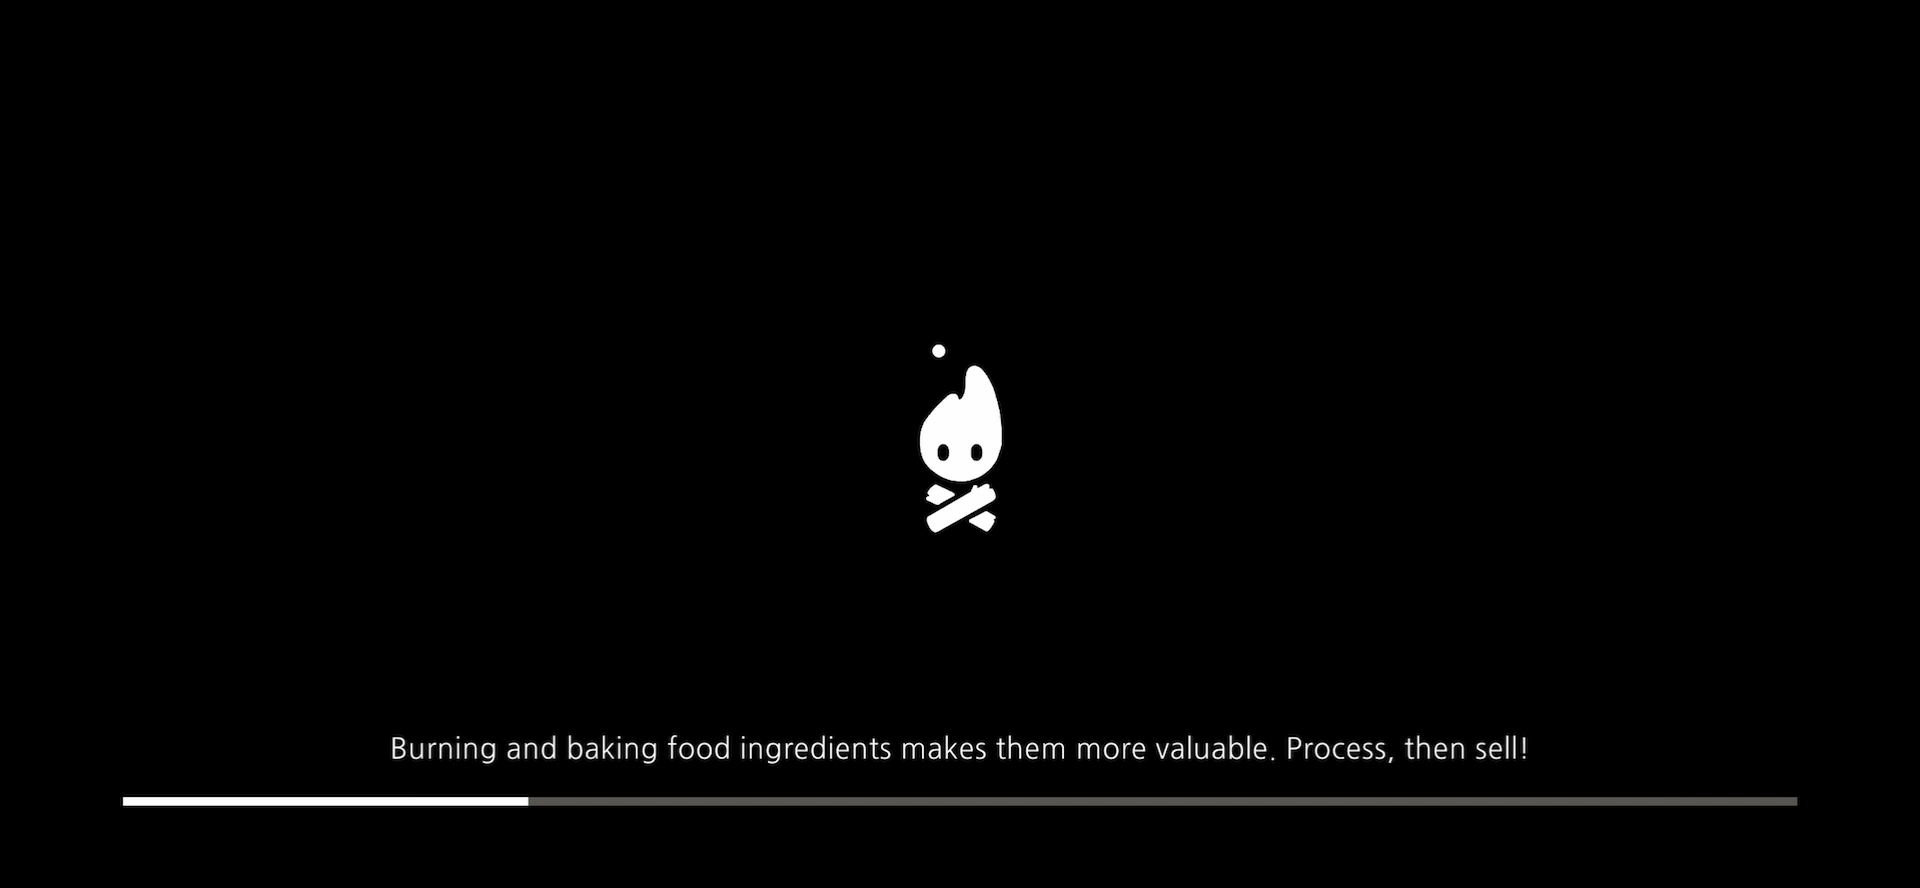 Burning and baking food ingredients makes them more valuable. Process, then sell!